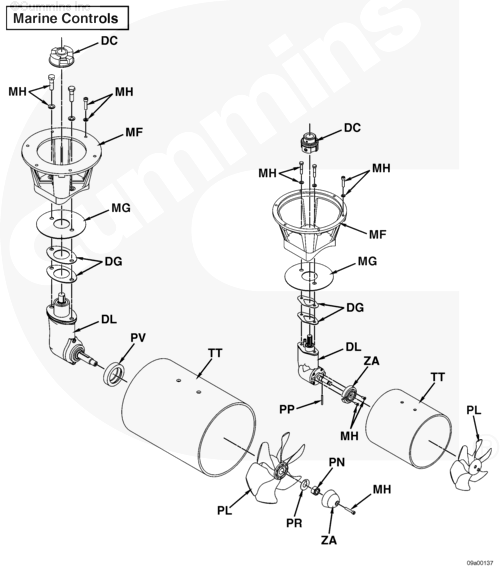 ©Cummins Inc
Marine Controls
cummins
DC
MH
MH
MF
DC
MH
MH
MG
MF
DG
MG
DG
DL
DL
PV
TT
ZA
TT
PL
PP
MH
PN
MH
PL
PR
ZA
09a00137